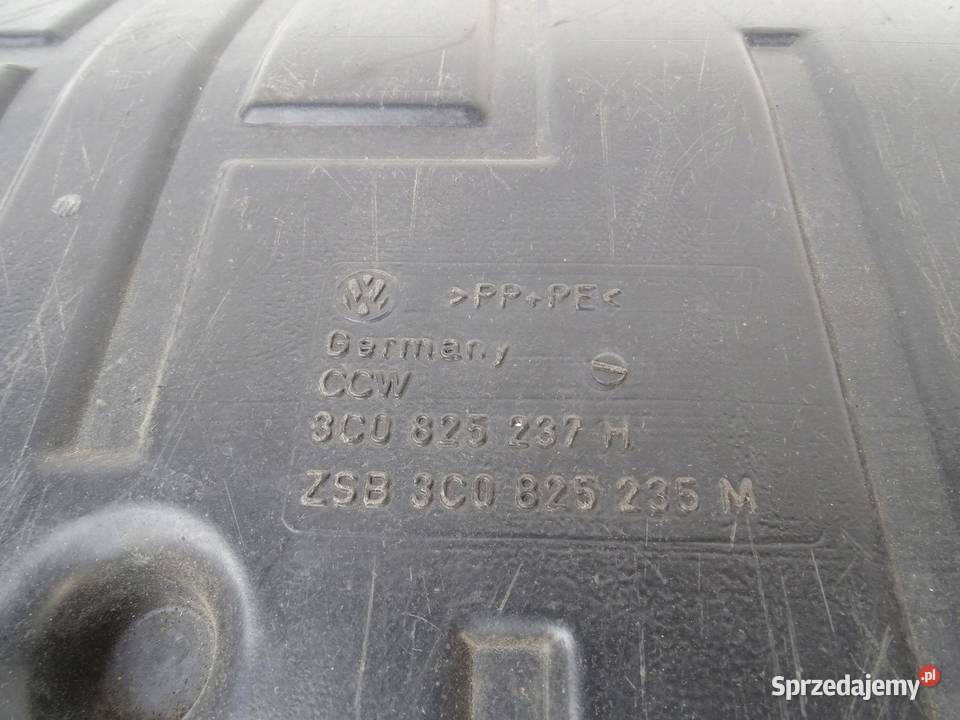 >PP+PE<
Germany
CCW
3C0 825 237 H
ZSB 3C0 825 235 M
Sprzedajemy.pl